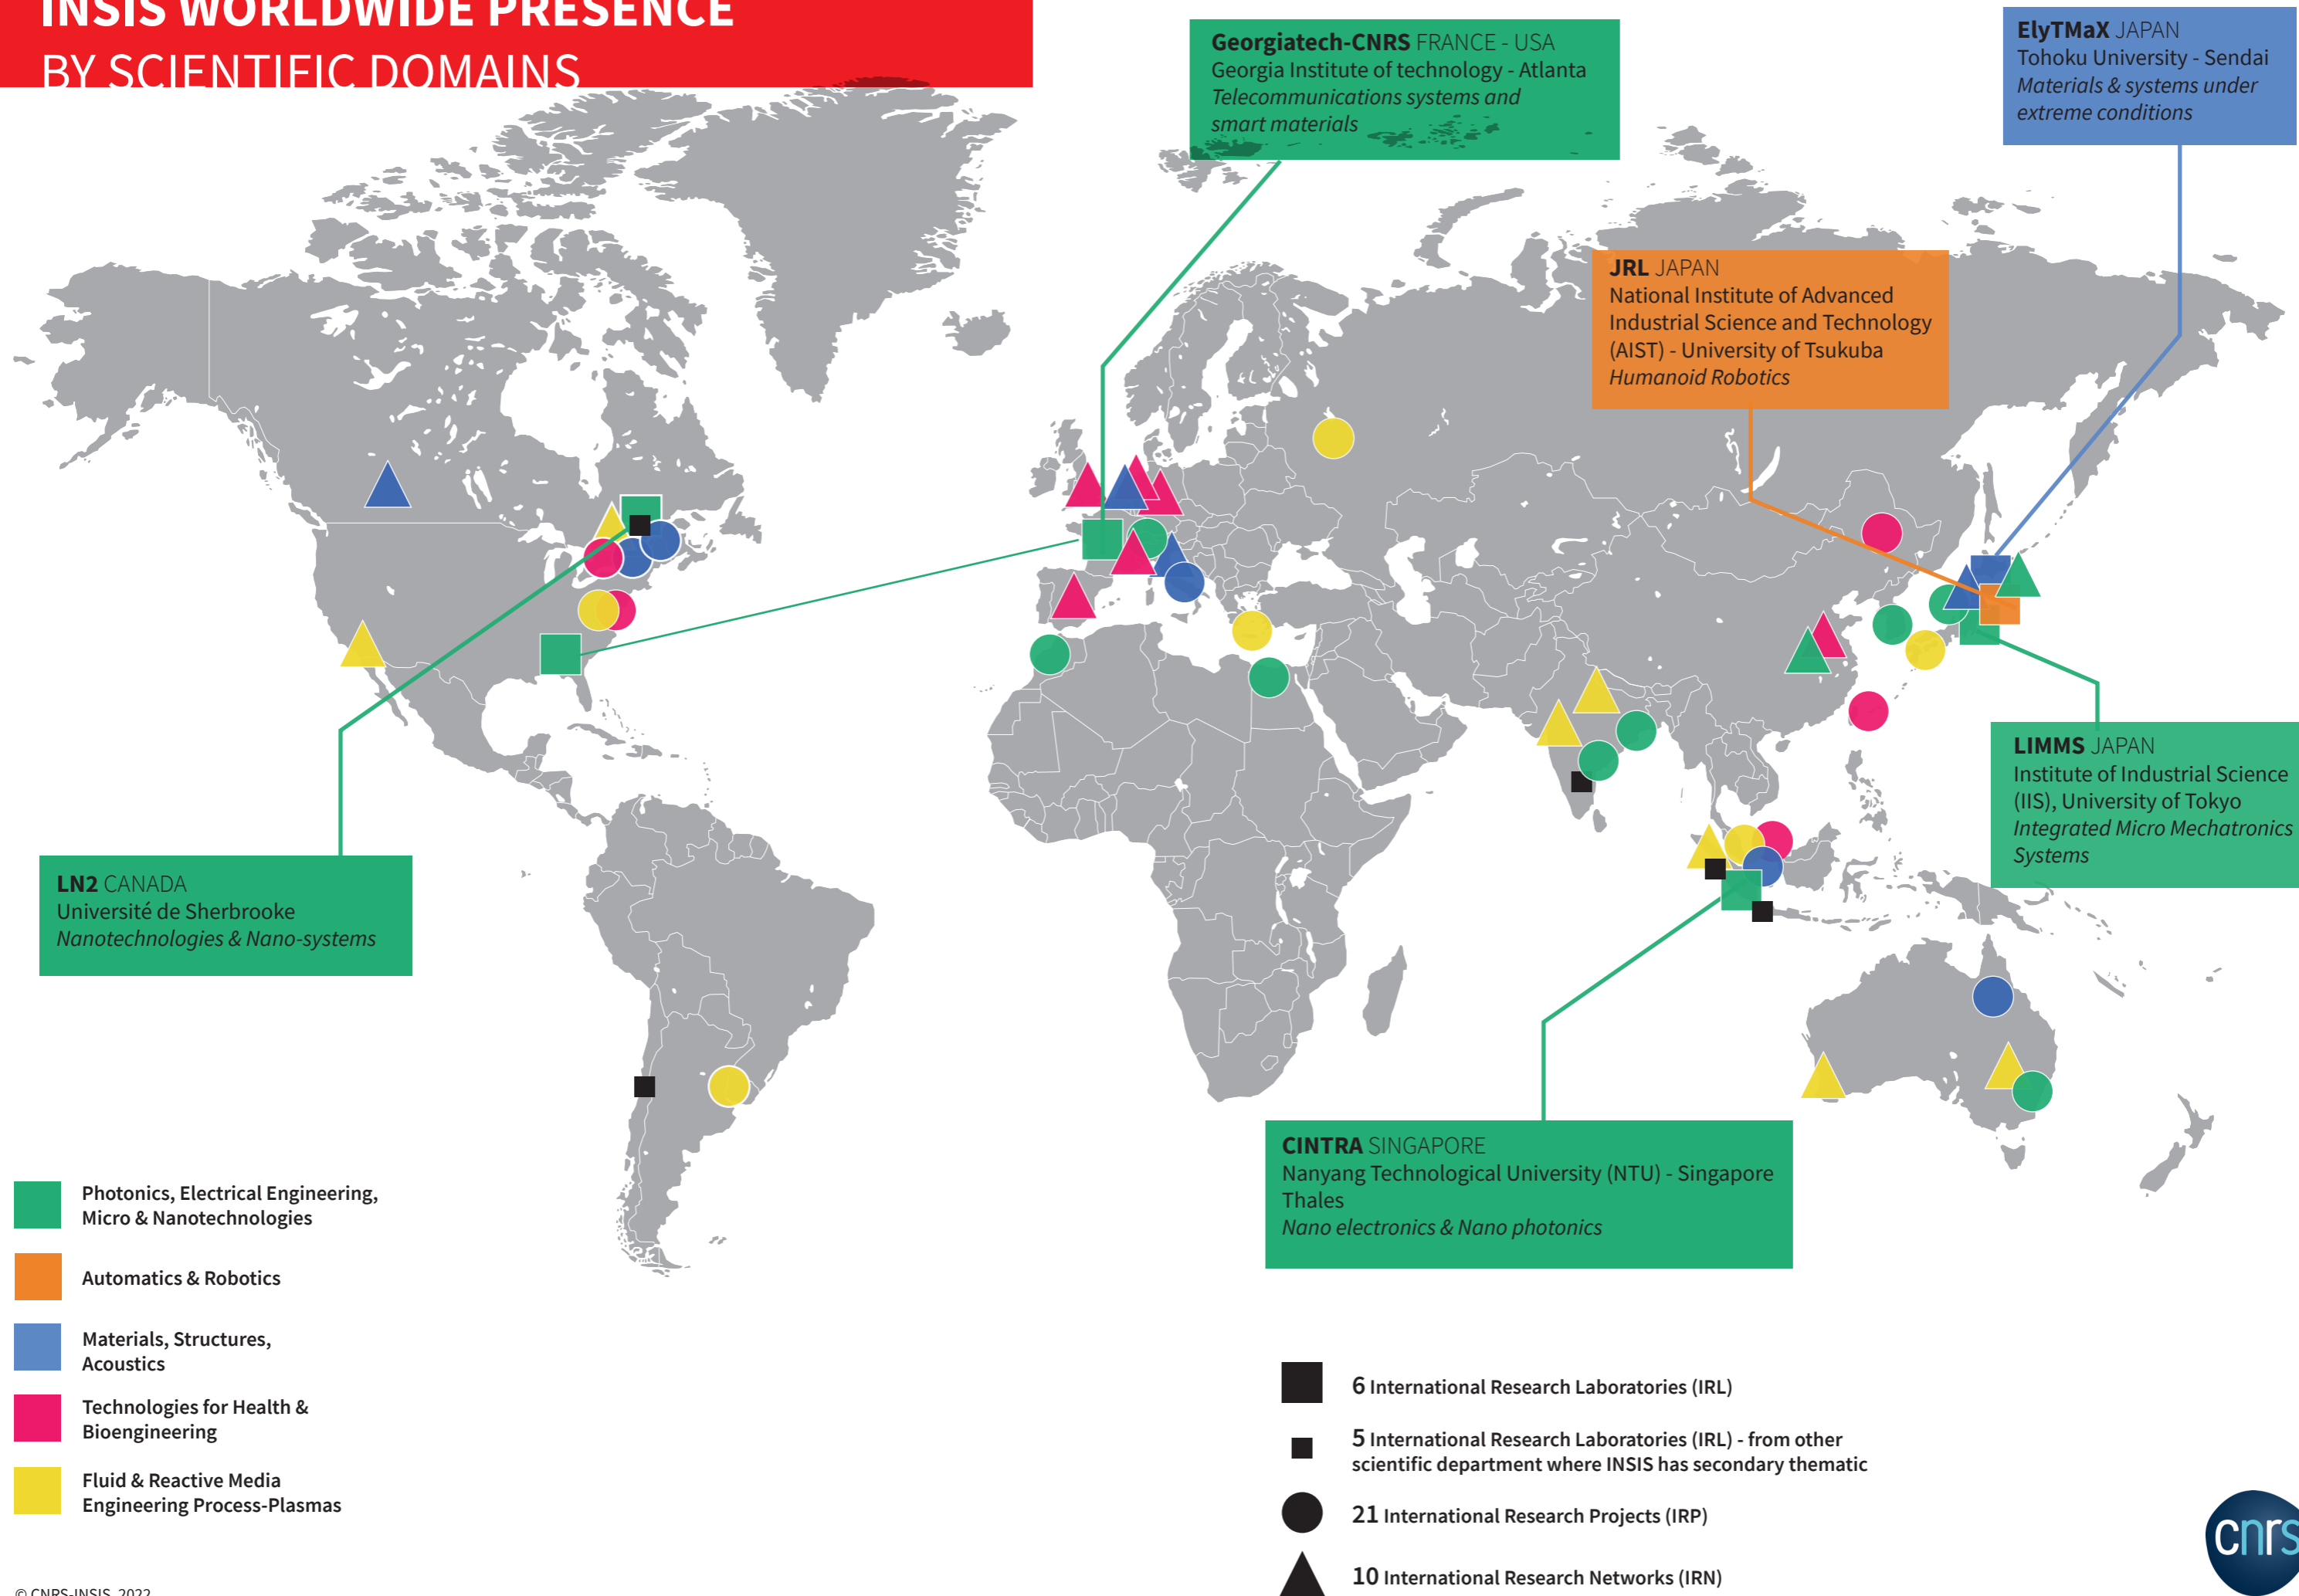 INSIS WORLDWIDE PRESENCE
BY SCIENTIFIC DOMAINS
Georgiatech-CNRS FRANCE - USA
Georgia Institute of technology - Atlanta
Telecommunications systems and
smart materials
ElyTMaX JAPAN
Tohoku University - Sendai
Materials & systems under
extreme conditions
JRL JAPAN
National Institute of Advanced
Industrial Science and Technology
(AIST) - University of Tsukuba
Humanoid Robotics
LIMMS JAPAN
Institute of Industrial Science
(IIS), University of Tokyo
Integrated Micro Mechatronics
Systems
LN2 CANADA
Université de Sherbrooke
Nanotechnologies & Nano-systems
CINTRA SINGAPORE
Nanyang Technological University (NTU) - Singapore
Thales
Nano electronics & Nano photonics
Photonics, Electrical Engineering,
Micro & Nanotechnologies
Automatics & Robotics
Materials, Structures,
Acoustics
Technologies for Health &
Bioengineering
Fluid & Reactive Media
Engineering Process-Plasmas
6 International Research Laboratories (IRL)
5 International Research Laboratories (IRL) - from other
scientific department where INSIS has secondary thematic
21 International Research Projects (IRP)
10 International Research Networks (IRN)
cnrs
© CNRS-INSIS, 2022